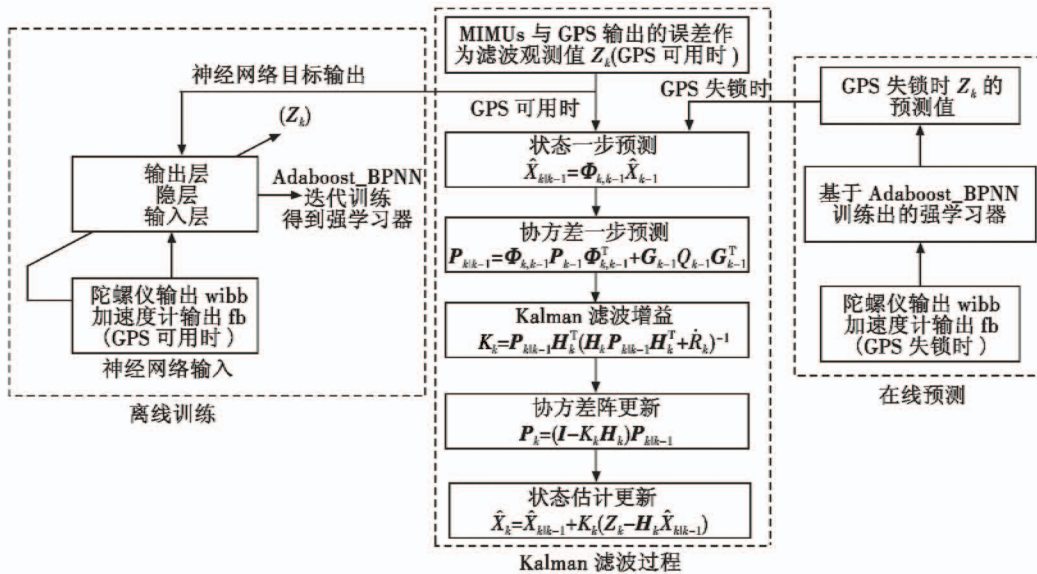 神经网络目标输出
(Z_k)
输出层
隐层
输入层
Adaboost_BPNN
迭代训练
得到强学习器
陀螺仪输出 wibb
加速度计输出 fb
(GPS 可用时)
神经网络输入
离线训练
MIMUs 与 GPS 输出的误差作
为滤波观测值 Z_k(GPS 可用时)
GPS 可用时
GPS 失锁时
状态一步预测
X̂_{k|k-1}=Φ_{k,k-1}X̂_{k-1}
协方差一步预测
P_{k|k-1}=Φ_{k,k-1}P_{k-1}Φ^T_{k,k-1}+G_{k-1}Q_{k-1}G^T_{k-1}
Kalman 滤波增益
K_k=P_{k|k-1}H^T_k(H_kP_{k|k-1}H^T_k+Ṙ_k)^{-1}
协方差阵更新
P_k=(I-K_kH_k)P_{k|k-1}
状态估计更新
X̂_k=X̂_{k|k-1}+K_k(Z_k-H_kX̂_{k|k-1})
Kalman 滤波过程
GPS 失锁时 Z_k 的
预测值
基于 Adaboost_BPNN
训练出的强学习器
陀螺仪输出 wibb
加速度计输出 fb
(GPS 失锁时)
在线预测